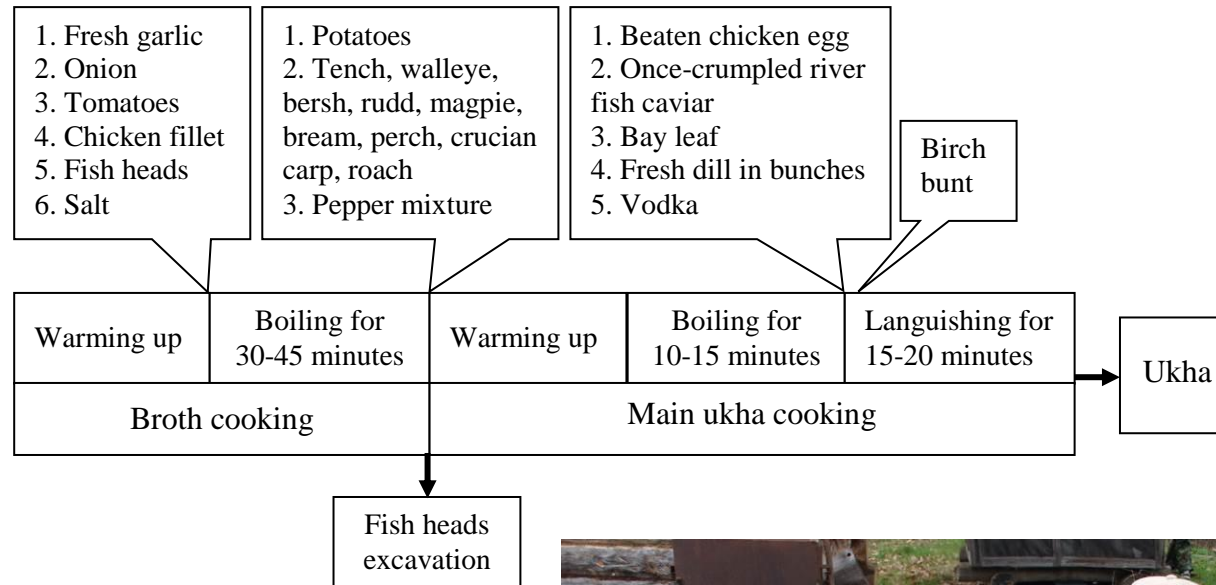 1. Fresh garlic
2. Onion
3. Tomatoes
4. Chicken fillet
5. Fish heads
6. Salt
1. Potatoes
2. Tench, walleye,
bersh, rudd, magpie,
bream, perch, crucian
carp, roach
3. Pepper mixture
1. Beaten chicken egg
2. Once-crumpled river
fish caviar
3. Bay leaf
4. Fresh dill in bunches
5. Vodka
Birch
bunt
Warming up
Boiling for
30-45 minutes
Warming up
Boiling for
10-15 minutes
Languishing for
15-20 minutes
Ukha
Broth cooking
Main ukha cooking
Fish heads
excavation